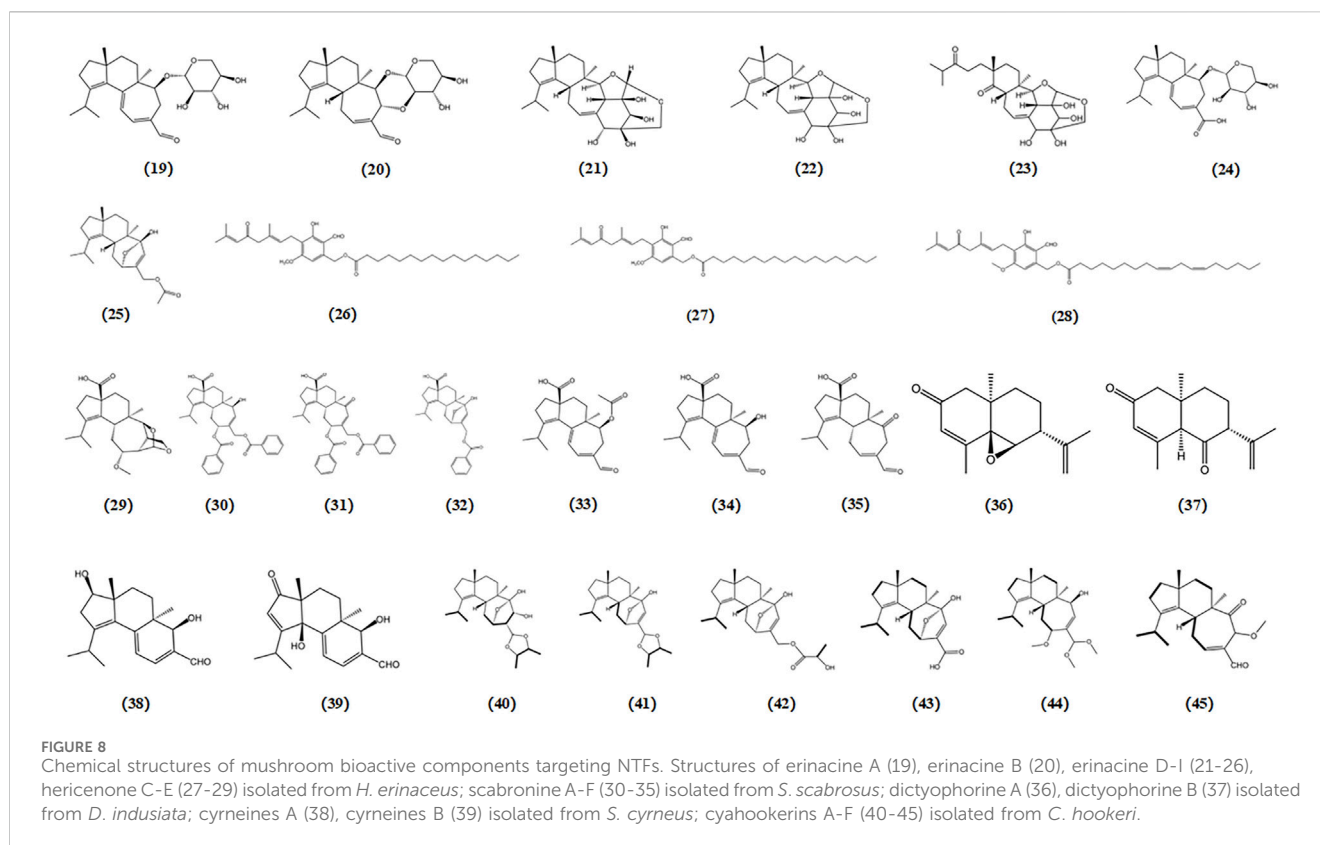 (19) (20) (21) (22) (23) (24)
(25) (26) (27) (28)
(29) (30) (31) (32) (33) (34) (35) (36) (37)
(38) (39) (40) (41) (42) (43) (44) (45)
FIGURE 8
Chemical structures of mushroom bioactive components targeting NTFs. Structures of erinacine A (19), erinacine B (20), erinacine D-I (21-26),
hericenone C-E (27-29) isolated from H. erinaceus; scabronine A-F (30-35) isolated from S. scabrosus; dictyophorine A (36), dictyophorine B (37) isolated
from D. indusiata; cyrneines A (38), cyrneines B (39) isolated from S. cyrneus; cyahookerins A-F (40-45) isolated from C. hookeri.